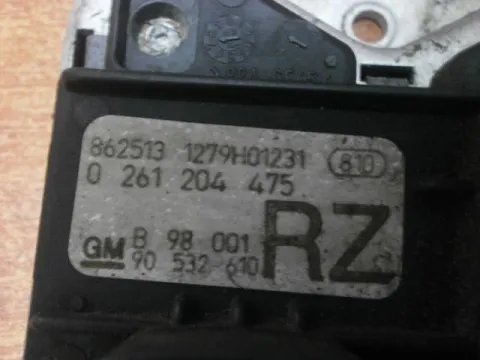 862513 1279H01231 810
0 261 204 475
GM B 98 001 RZ
90 532 610